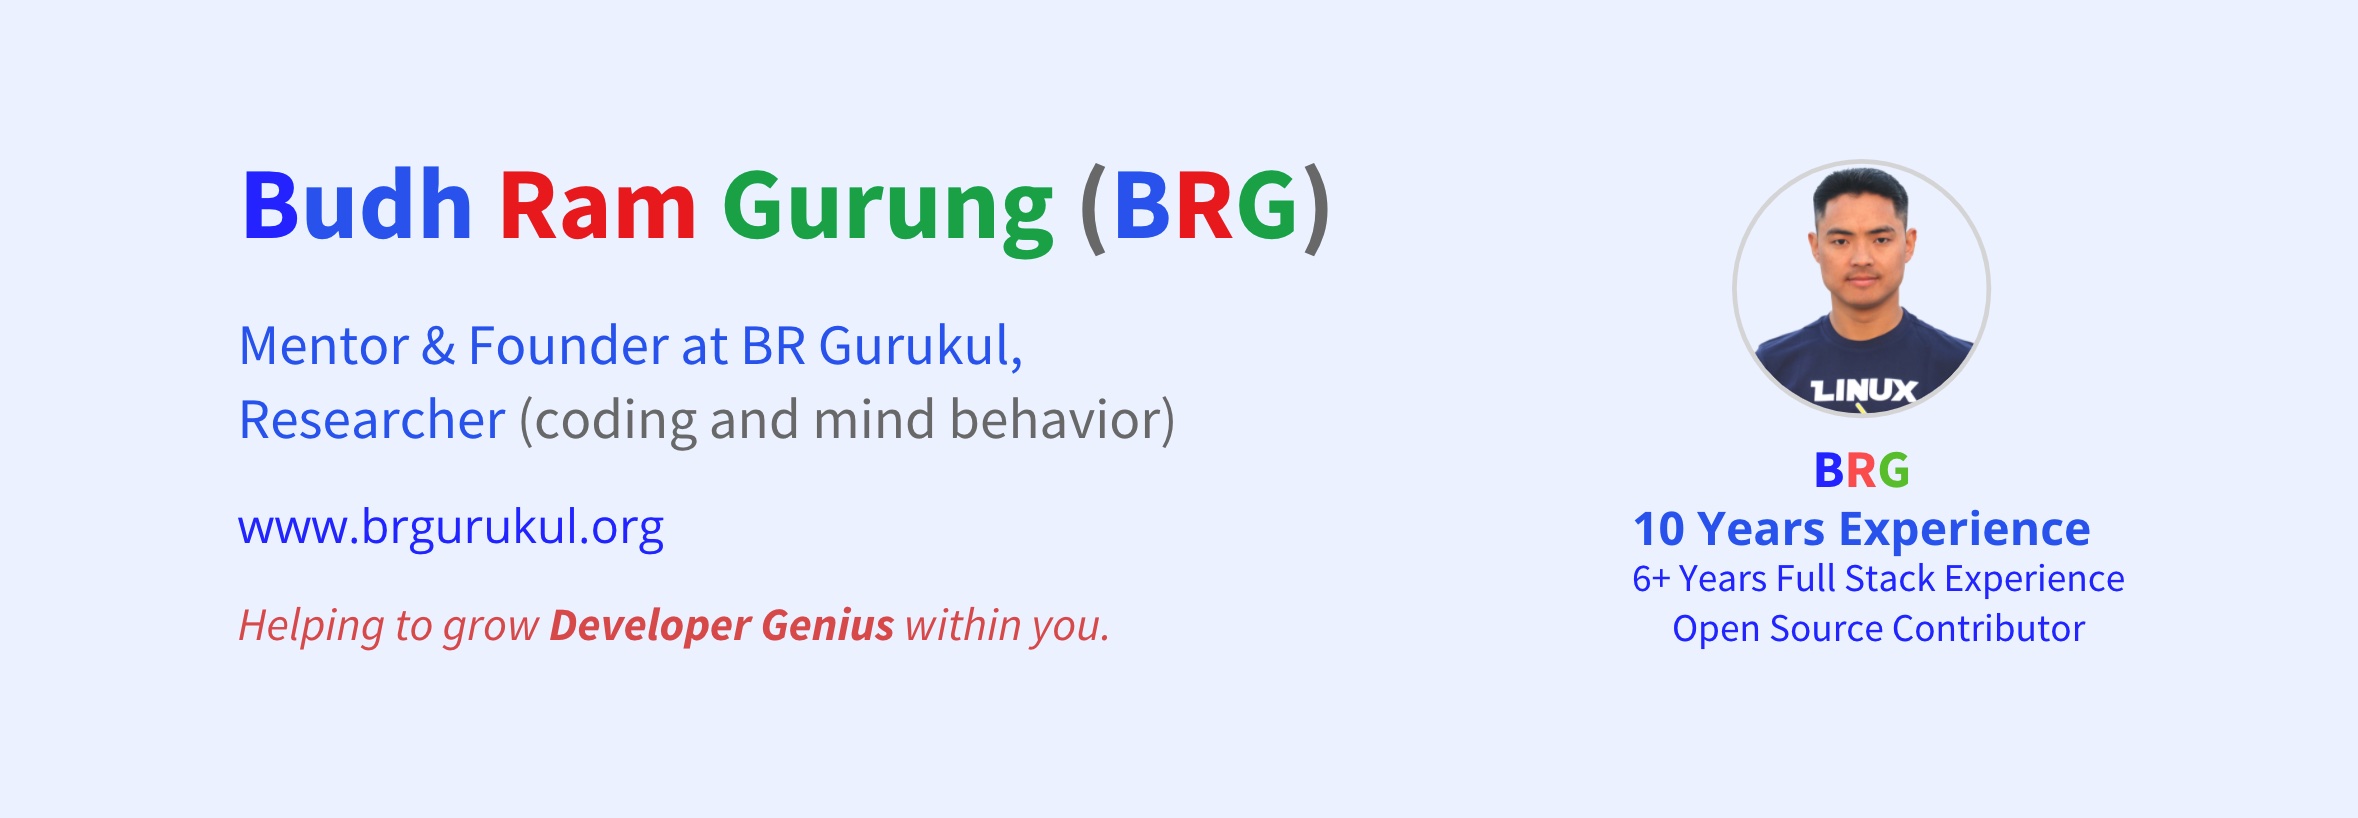 Budh Ram Gurung (BRG)
Mentor & Founder at BR Gurukul,
Researcher (coding and mind behavior)
www.brgurukul.org
Helping to grow Developer Genius within you.
LINUX
BRG
10 Years Experience
6+ Years Full Stack Experience
Open Source Contributor